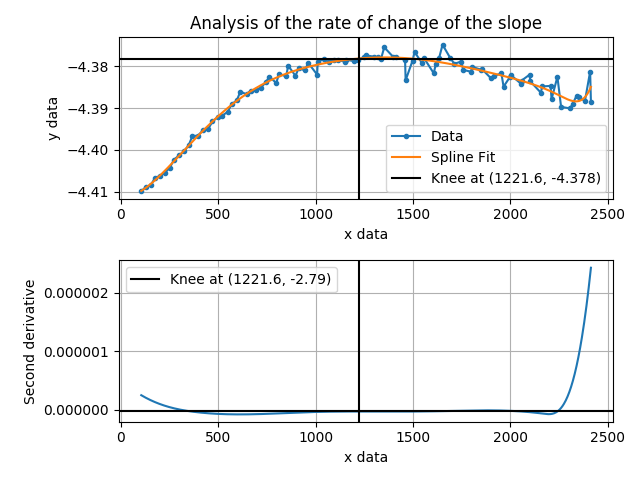 Analysis of the rate of change of the slope
y data
−4.38
−4.39
−4.40
−4.41
Data
Spline Fit
Knee at (1221.6, -4.378)
0
500
1000
1500
2000
2500
x data
Second derivative
0.000002
0.000001
0.000000
Knee at (1221.6, -2.79)
0
500
1000
1500
2000
2500
x data